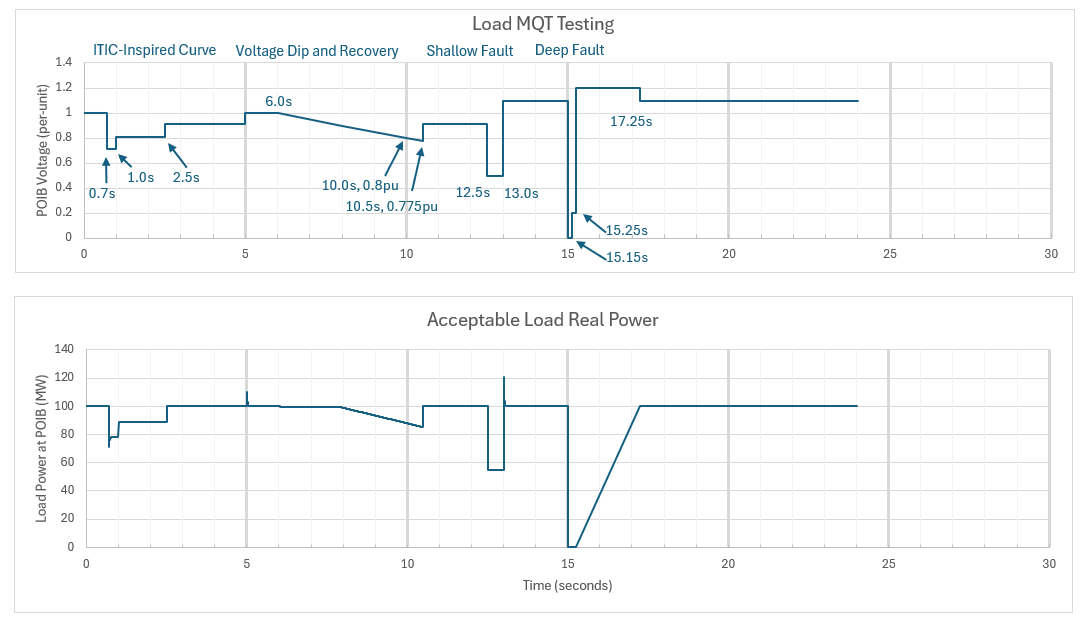 Load MQT Testing
ITIC-Inspired Curve Voltage Dip and Recovery Shallow Fault Deep Fault
POIB Voltage (per-unit)
1.4
1.2
1
0.8
0.6
0.4
0.2
0
0.7s
1.0s
2.5s
6.0s
10.0s, 0.8pu
10.5s, 0.775pu
12.5s
13.0s
17.25s
15.25s
15.15s
0 5 10 15 20 25 30
Acceptable Load Real Power
Load Power at POIB (MW)
140
120
100
80
60
40
20
0
0 5 10 15 20 25 30
Time (seconds)